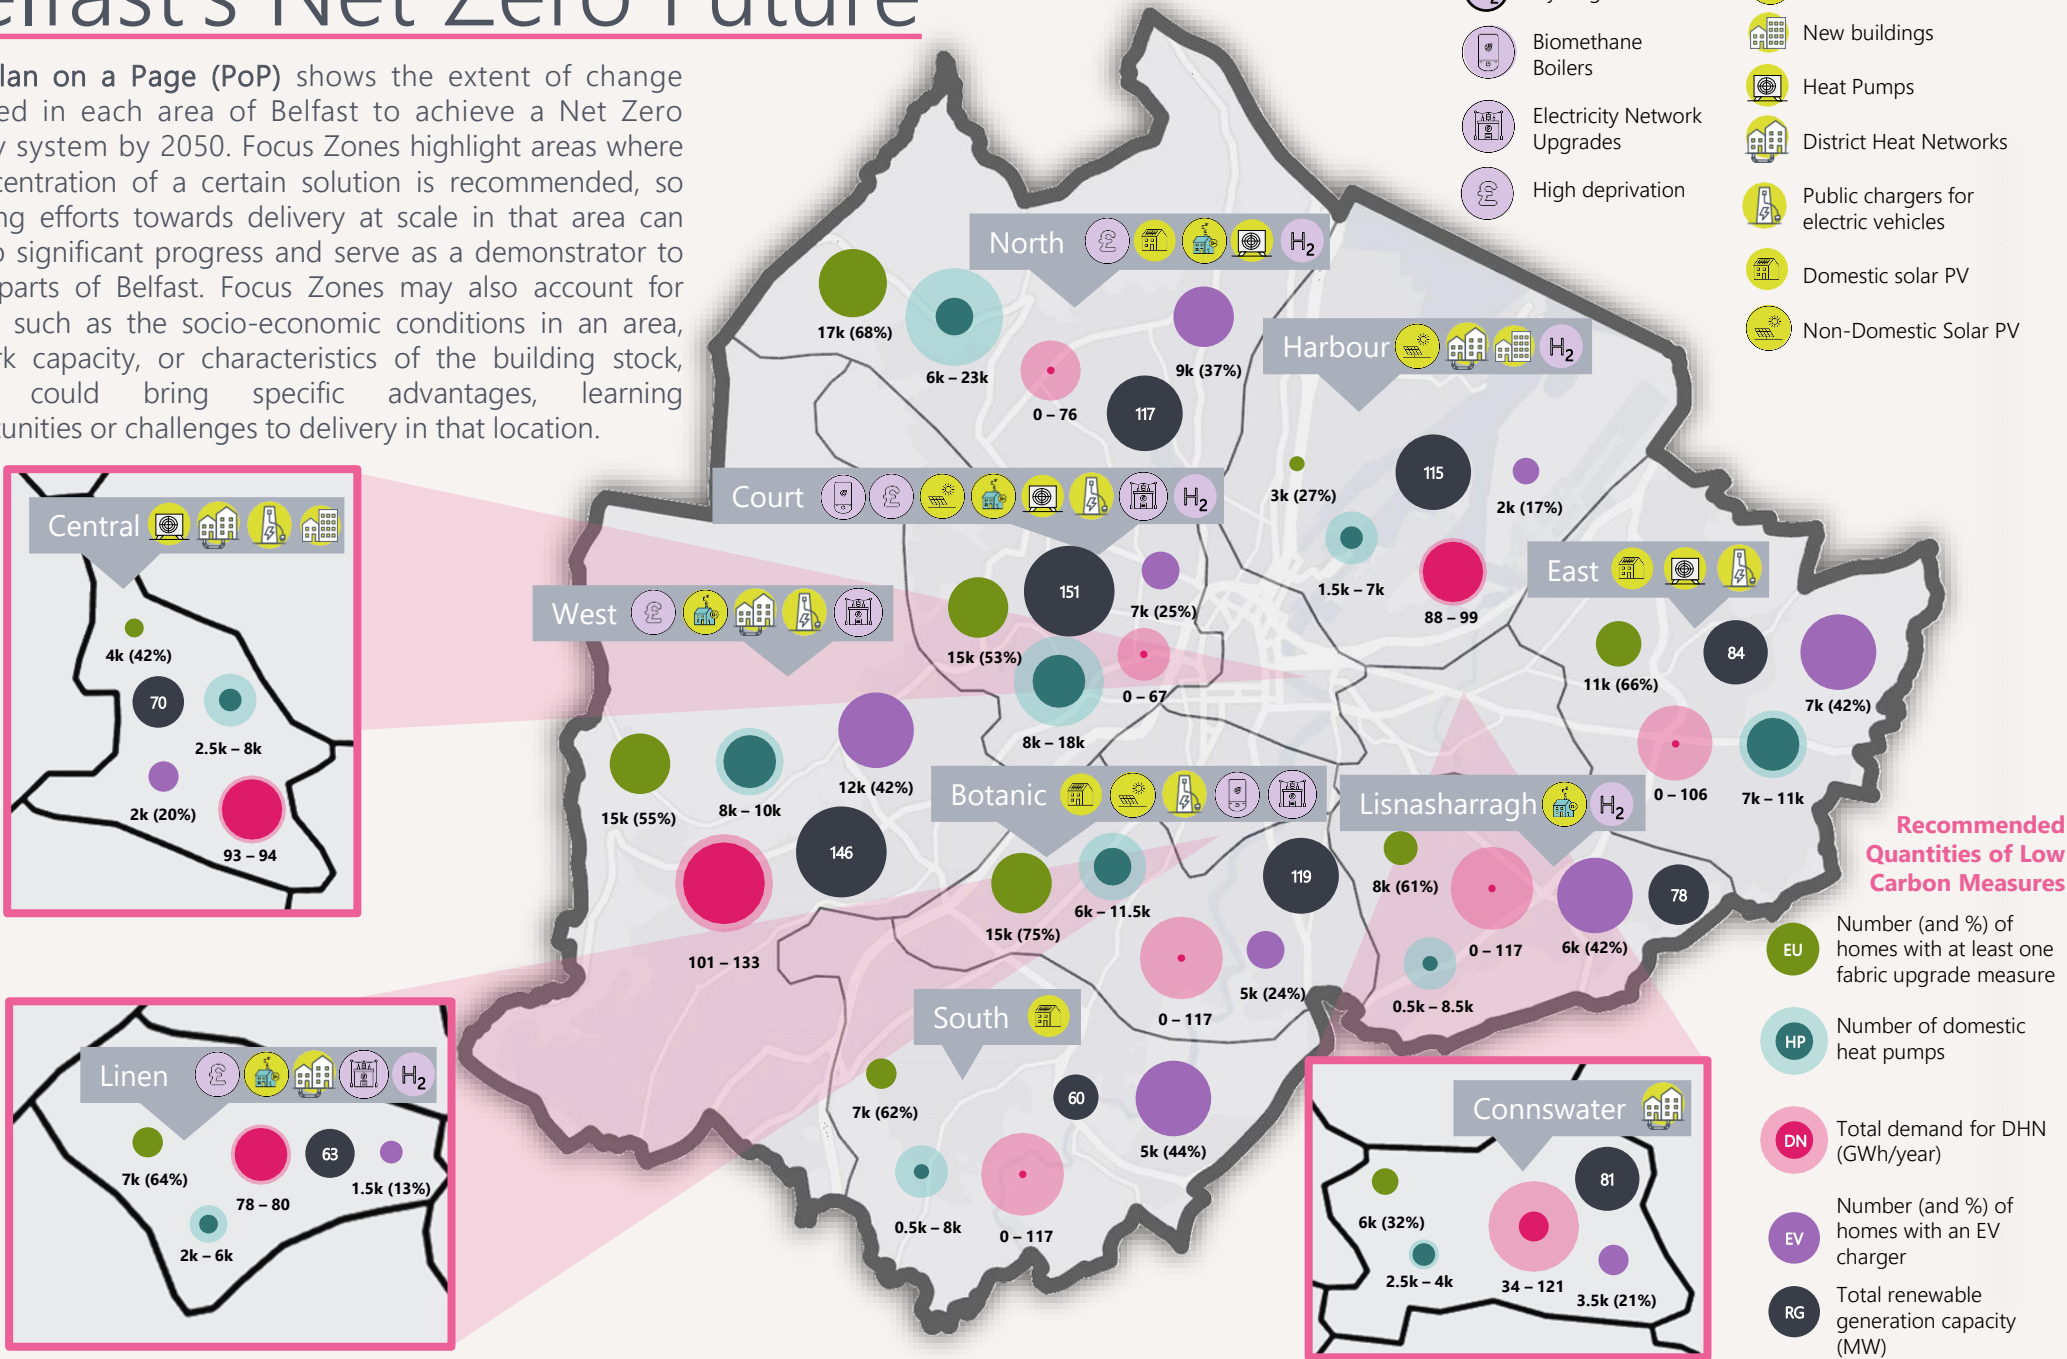 Net Zero Future
Plan on a Page (PoP) shows the extent of change
in each area of Belfast to achieve a Net Zero
system by 2050. Focus Zones highlight areas where
of a certain solution is recommended, so
efforts towards delivery at scale in that area can
significant progress and serve as a demonstrator to
parts of Belfast. Focus Zones may also account for
such as the socio-economic conditions in an area,
capacity, or characteristics of the building stock,
could bring specific advantages, learning
or challenges to delivery in that location.
Biomethane
Boilers
Electricity Network
Upgrades
£ High deprivation
New buildings
Heat Pumps
District Heat Networks
Public chargers for
electric vehicles
Domestic solar PV
Non-Domestic Solar PV
North £ H2
17k (68%)
6k – 23k
0 – 76
9k (37%)
117
Harbour H2
3k (27%)
115
2k (17%)
1.5k – 7k
88 – 99
Court £ H2
151
7k (25%)
15k (53%)
0 – 67
8k – 18k
East
11k (66%)
84
7k (42%)
0 – 106
7k – 11k
Central
4k (42%)
70
2.5k – 8k
2k (20%)
93 – 94
West £
15k (55%)
8k – 10k
12k (42%)
146
101 – 133
Botanic
15k (75%)
6k – 11.5k
119
5k (24%)
0 – 117
Lisnasharragh H2
8k (61%)
0 – 117
6k (42%)
78
0.5k – 8.5k
South
7k (62%)
60
5k (44%)
0.5k – 8k
0 – 117
Linen £ H2
7k (64%)
78 – 80
63
1.5k (13%)
2k – 6k
Connswater
6k (32%)
81
2.5k – 4k
34 – 121
3.5k (21%)
Recommended
Quantities of Low
Carbon Measures
EU Number (and %) of
homes with at least one
fabric upgrade measure
HP Number of domestic
heat pumps
DN Total demand for DHN
(GWh/year)
EV Number (and %) of
homes with an EV
charger
RG Total renewable
generation capacity
(MW)